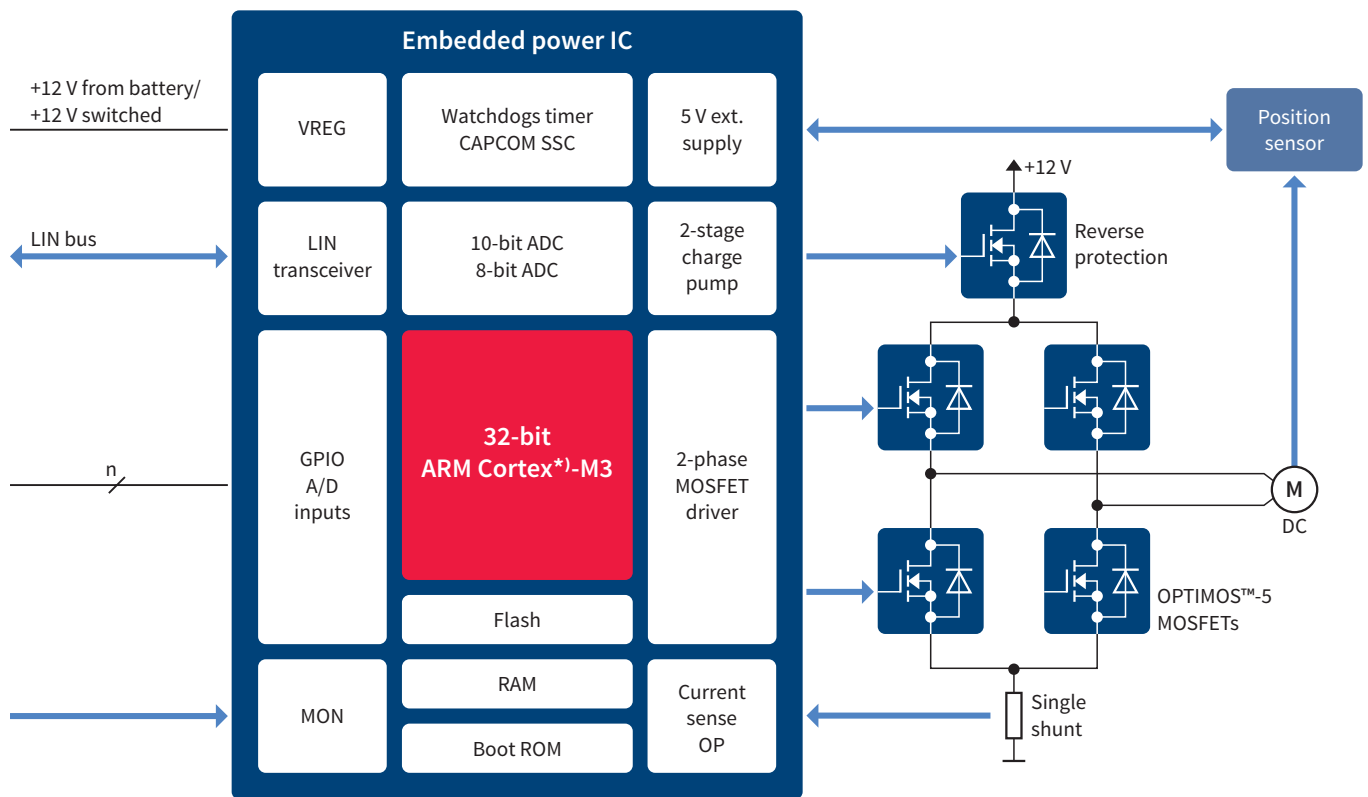 Embedded power IC
+12 V from battery/
+12 V switched
VREG
Watchdogs timer
CAPCOM SSC
5 V ext.
supply
Position
sensor
+12 V
LIN bus
LIN
transceiver
10-bit ADC
8-bit ADC
2-stage
charge
pump
Reverse
protection
n
GPIO
A/D
inputs
32-bit
ARM Cortex*)-M3
2-phase
MOSFET
driver
M
DC
Flash
OPTIMOS™-5
MOSFETs
MON
RAM
Boot ROM
Current
sense
OP
Single
shunt